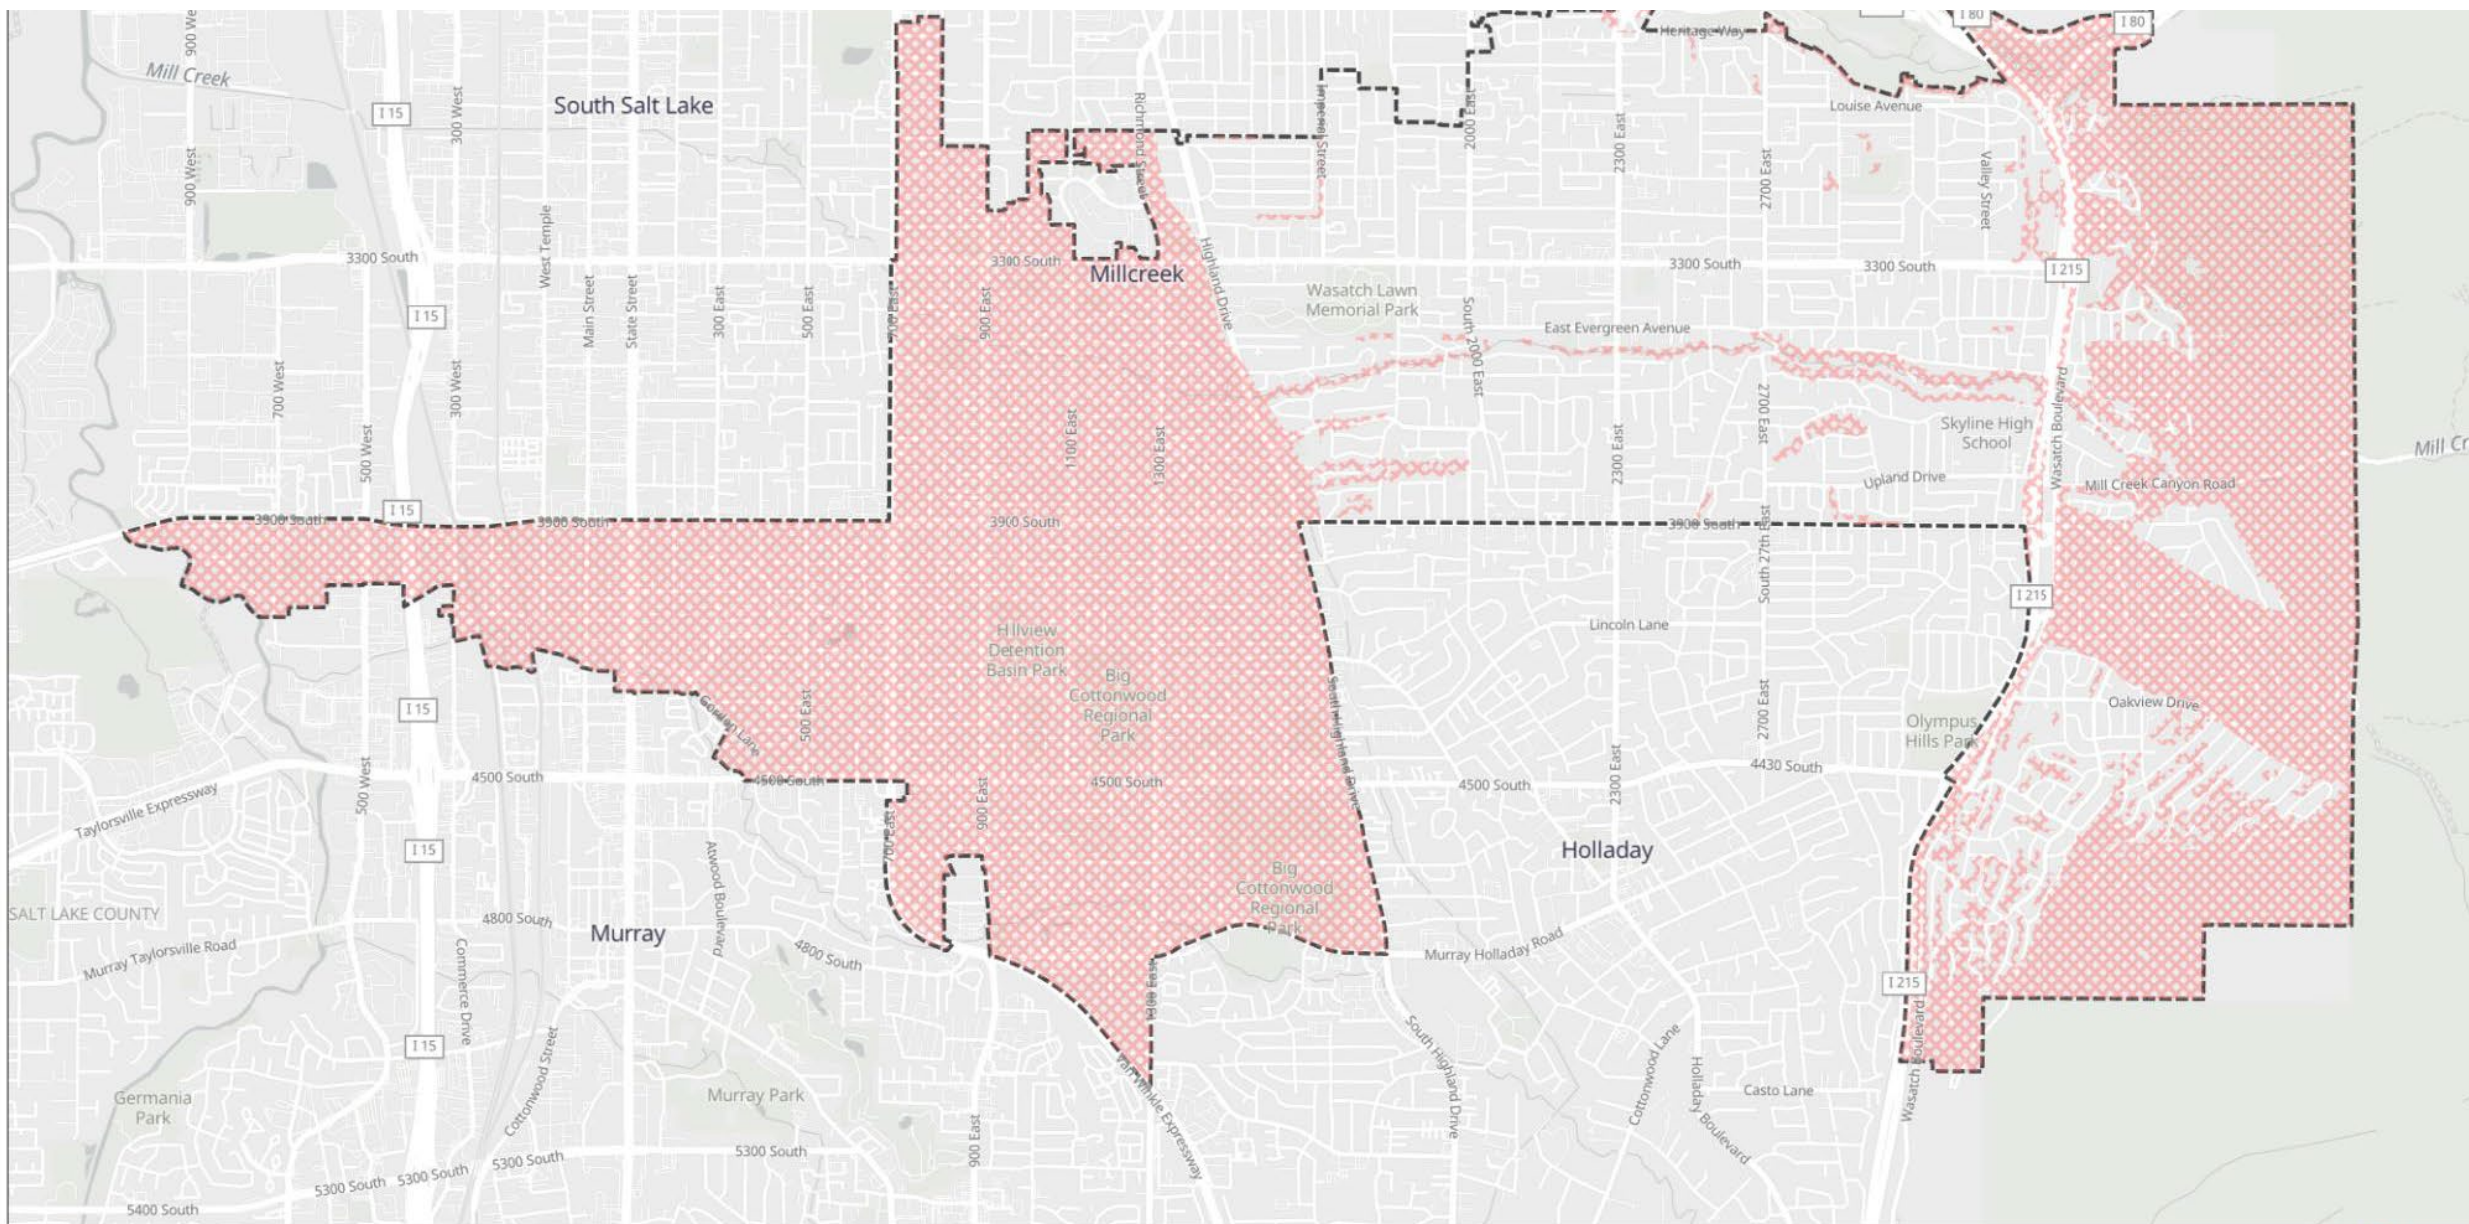 900 We
Mill Creek
I 15
300 West
South Salt Lake
Richmond Street
Imperial Street
2000 East
Heritage Way
I 80
I 80
Louise Avenue
900 West
2300 East
2700 East
Valley Street
3300 South
West Temple
Main Street
State Street
300 East
500 East
700 East
900 East
3300 South
Millcreek
Highland Drive
Wasatch Lawn
Memorial Park
3300 South
3300 South
I 215
I 15
South 2000 East
East Evergreen Avenue
700 West
300 West
500 West
1100 East
1300 East
2300 East
2700 East
Skyline High
School
Wasatch Boulevard
Mill Cr
Upland Drive
Mill Creek Canyon Road
I 15
3900 South
3900 South
3900 South
3900 South
South 27th East
I 215
Lincoln Lane
Hillview
Detention
Basin Park
Big
Cottonwood
Regional
Park
South Highland Drive
I 15
Gordon Lane
500 East
2700 East
Olympus
Hills Park
Oakview Drive
500 West
4500 South
4500 South
900 East
4500 South
4500 South
2300 East
4430 South
Taylorsville Expressway
I 15
700 East
Atwood Boulevard
Holladay
Big
Cottonwood
Regional
Park
SALT LAKE COUNTY
4800 South
Murray
Murray Taylorsville Road
Commerce Drive
4800 South
Murray Holladay Road
1300 East
I 215
Wasatch Boulevard
I 15
Cottonwood Street
South Highland Drive
Cottonwood Lane
Holladay Boulevard
Casto Lane
Germania
Park
Murray Park
Van Winkle Expressway
900 East
5300 South
5300 South
5300 South
5300 South
5400 South